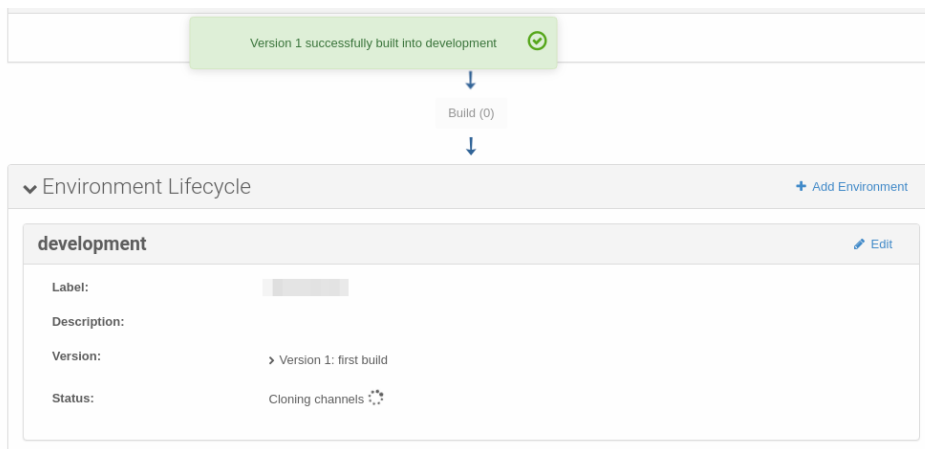 Version 1 successfully built into development
Build (0)
Environment Lifecycle
Add Environment
development
Edit
Label:
Description:
Version:
Version 1: first build
Status:
Cloning channels